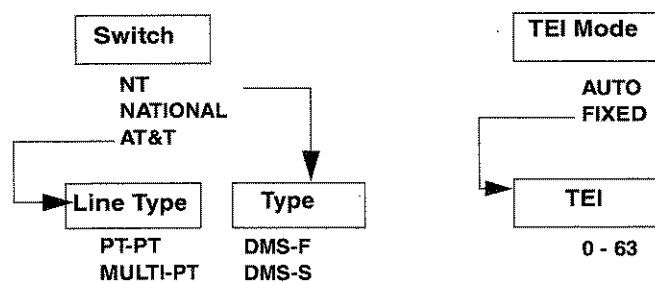 Switch
NT
NATIONAL
AT&T
Line Type
PT-PT
MULTI-PT
Type
DMS-F
DMS-S
TEI Mode
AUTO
FIXED
TEI
0 - 63